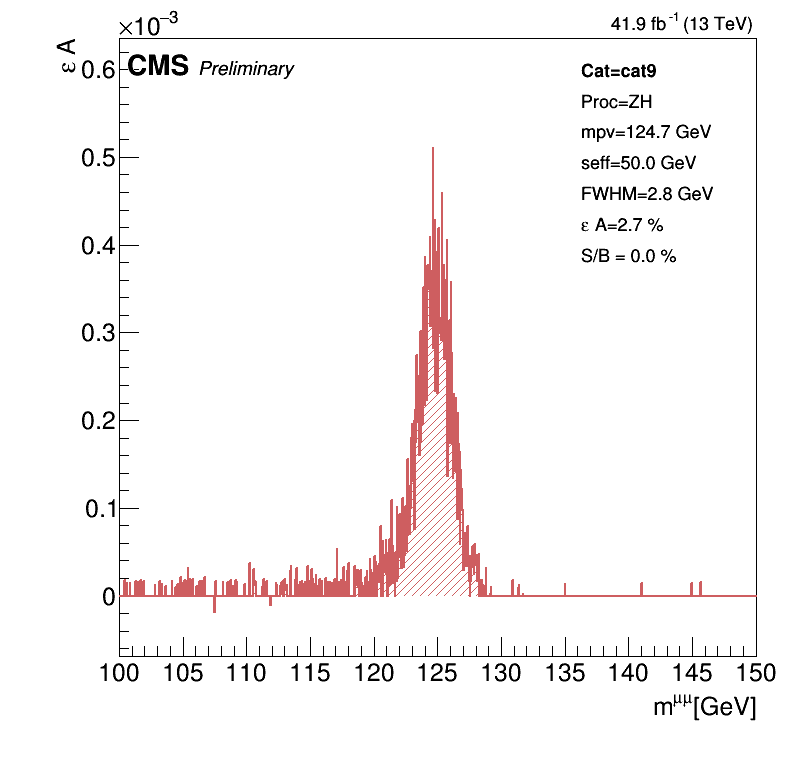 ×10⁻³
41.9 fb⁻¹ (13 TeV)
ε A
CMS Preliminary
Cat=cat9
Proc=ZH
mpv=124.7 GeV
seff=50.0 GeV
FWHM=2.8 GeV
ε A=2.7 %
S/B = 0.0 %
0.6
0.5
0.4
0.3
0.2
0.1
0
100 105 110 115 120 125 130 135 140 145 150
m^μμ[GeV]